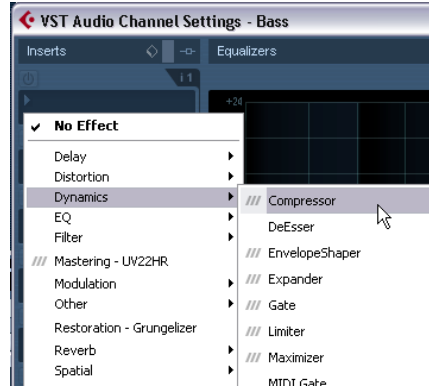 VST Audio Channel Settings - Bass
Inserts
Equalizers
i1
+24
No Effect
Delay
Distortion
Dynamics
EQ
Filter
/// Mastering - UV22HR
Modulation
Other
Restoration - Grungelizer
Reverb
Spatial
/// Compressor
DeEsser
/// EnvelopeShaper
/// Expander
/// Gate
/// Limiter
/// Maximizer
MIDI Gate